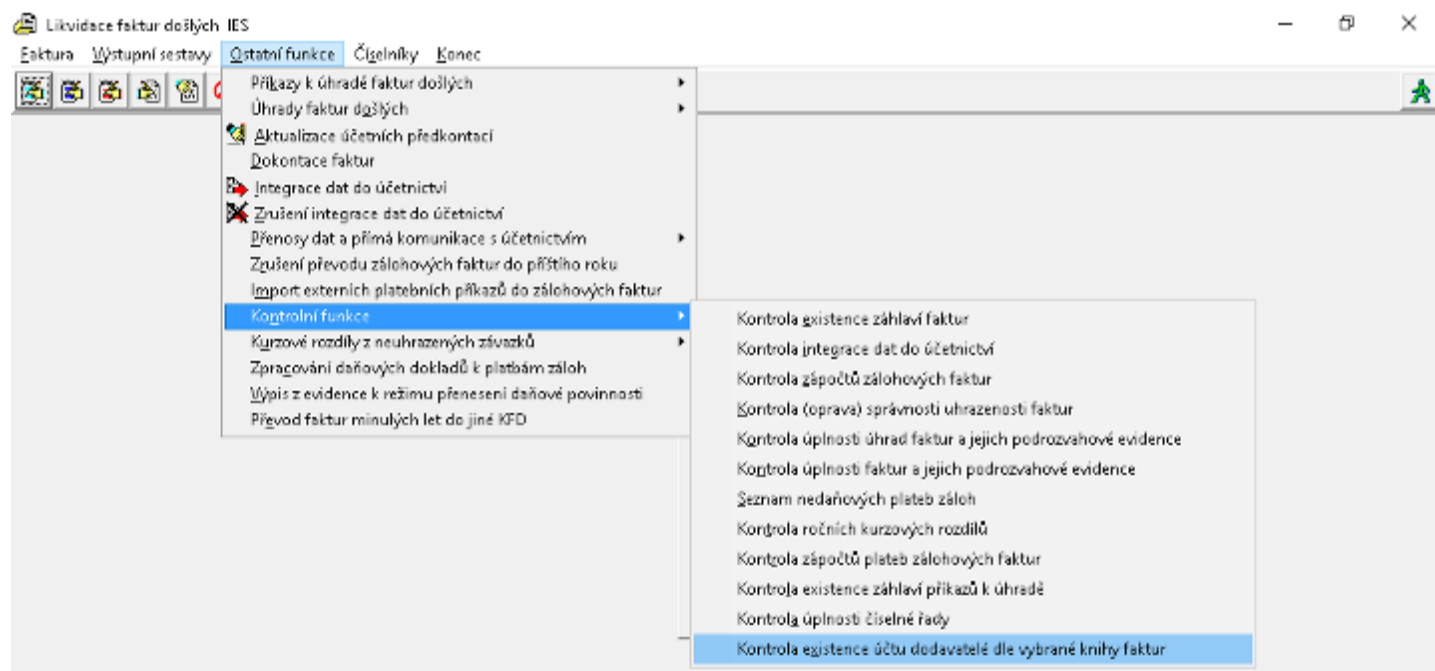 Likvidace faktur došlých IES
Faktura Výstupní sestavy Ostatní funkce Číselníky Konec
Příkazy k úhradě faktur došlých
Úhrady faktur došlých
Aktualizace účetních předkontací
Dokontace faktur
Integrace dat do účetnictví
Zrušení integrace dat do účetnictví
Přenosy dat a přímá komunikace s účetnictvím
Zrušení převodu zálohových faktur do příštího roku
Import externích platebních příkazů do zálohových faktur
Kontrolní funkce
Kurzové rozdíly z neuhrazených závazků
Zpracování daňových dokladů k platbám záloh
Výpis z evidence k režimu přenesení daňové povinnosti
Převod faktur minulých let do jiné KFD
Kontrola existence záhlaví faktur
Kontrola integrace dat do účetnictví
Kontrola zápočtů zálohových faktur
Kontrola (oprava) správnosti uhrazenosti faktur
Kontrola úplnosti úhrad faktur a jejich podrozvahové evidence
Kontrola úplnosti faktur a jejich podrozvahové evidence
Seznam nedaňových plateb záloh
Kontrola ročních kurzových rozdílů
Kontrola zápočtů plateb zálohových faktur
Kontrola existence záhlaví příkazů k úhradě
Kontrola úplnosti číselné řady
Kontrola existence účtu dodavatelé dle vybrané knihy faktur